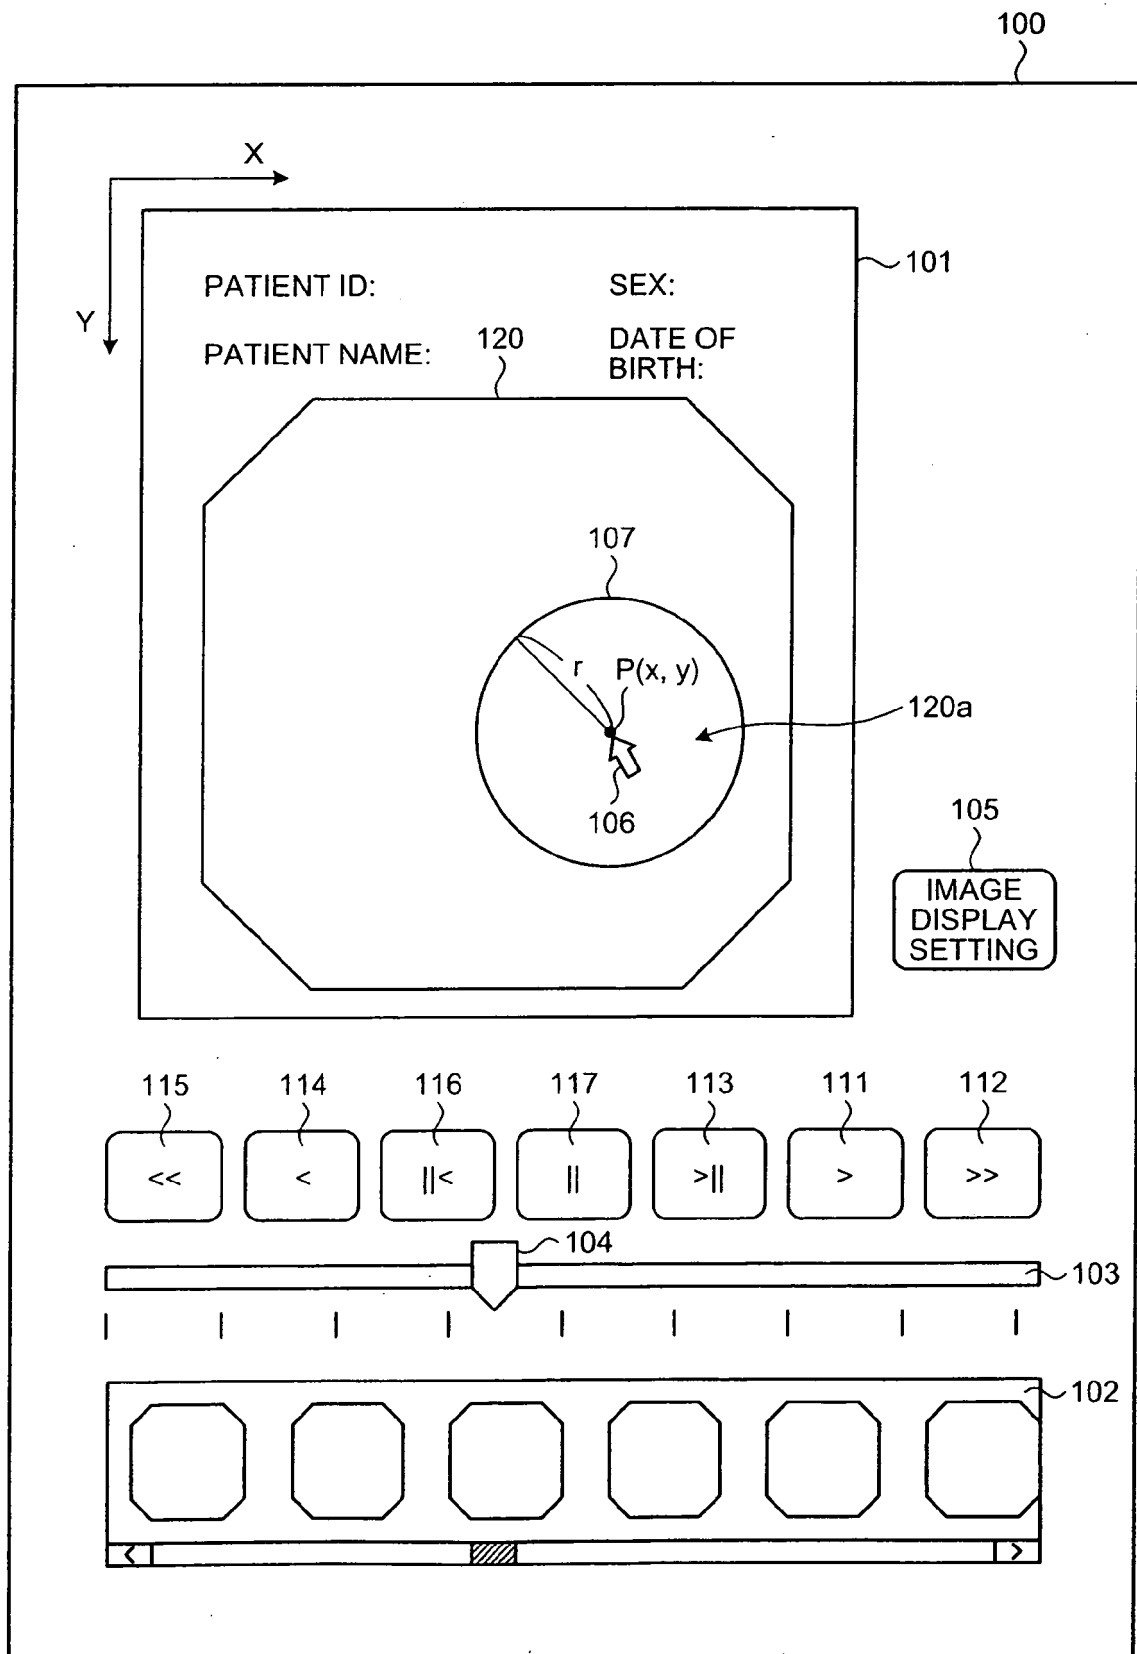 100
X
Y
101
PATIENT ID:
SEX:
PATIENT NAME:
120
DATE OF
BIRTH:
107
r
P(x, y)
120a
106
105
IMAGE
DISPLAY
SETTING
115
114
116
117
113
111
112
<<
<
||<
||
>||
>
>>
104
103
102
<
>